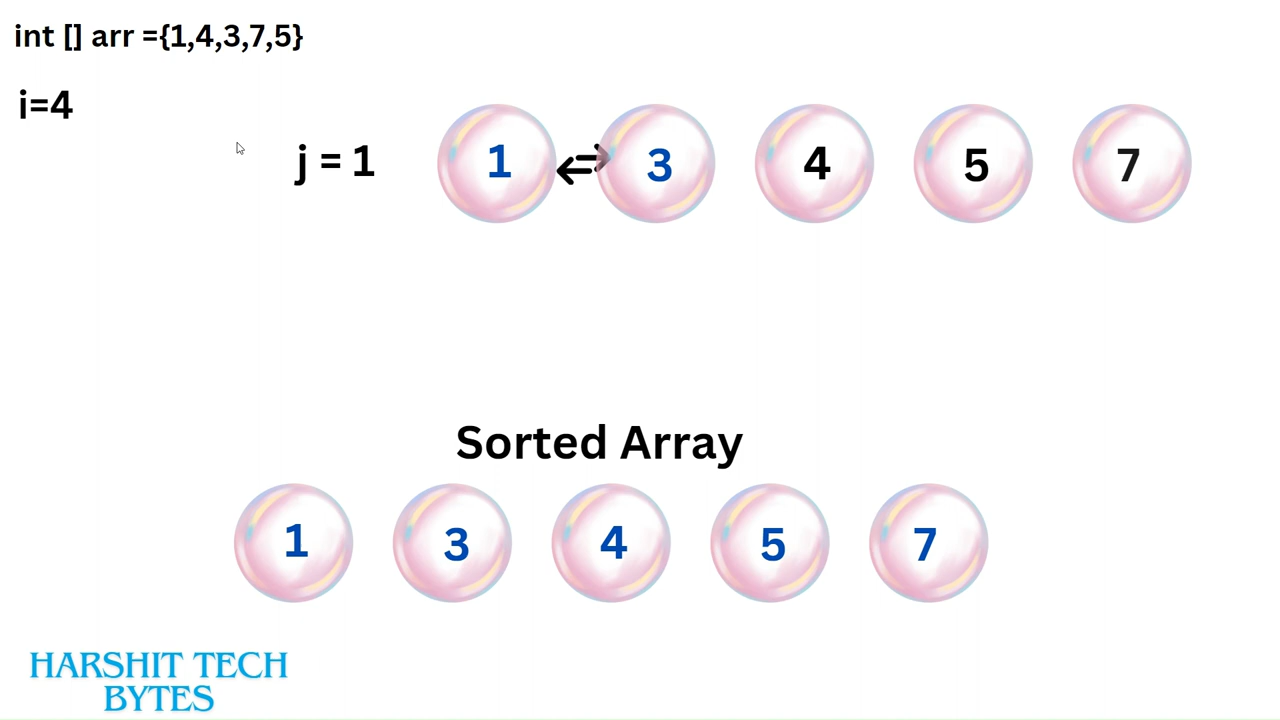 int [] arr ={1,4,3,7,5}
i=4
j = 1 1 3 4 5 7
Sorted Array
1 3 4 5 7
HARSHIT TECH
BYTES